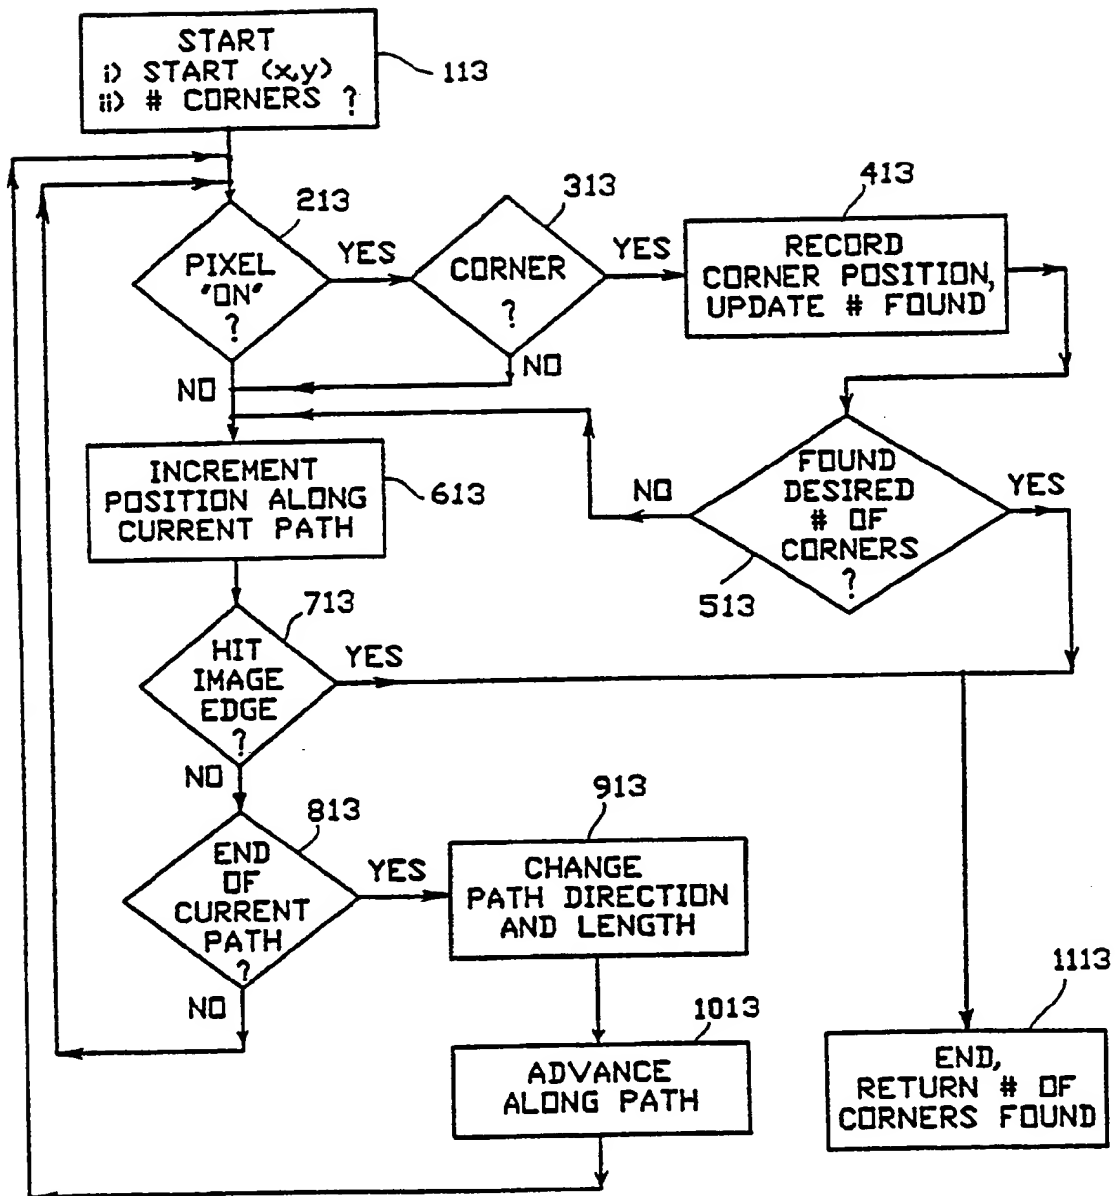 START
i) START (x,y)
ii) # CORNERS ?
113
213
PIXEL
"ON"
?
YES
NO
313
CORNER
?
YES
NO
413
RECORD
CORNER POSITION,
UPDATE # FOUND
FOUND
DESIRED
# OF
CORNERS
?
NO
YES
513
INCREMENT
POSITION ALONG
CURRENT PATH
613
713
HIT
IMAGE
EDGE
?
YES
NO
813
END
OF
CURRENT
PATH
?
YES
NO
913
CHANGE
PATH DIRECTION
AND LENGTH
1013
ADVANCE
ALONG PATH
1113
END,
RETURN # OF
CORNERS FOUND